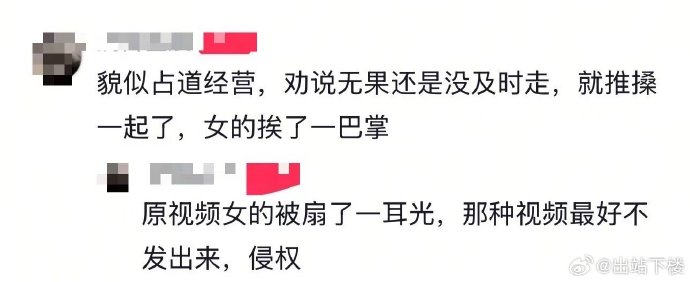 貌似占道经营，劝说无果还是没及时走，就推搡
一起了，女的挨了一巴掌
原视频女的被扇了一耳光，那种视频最好不
发出来，侵权
@出站下楼